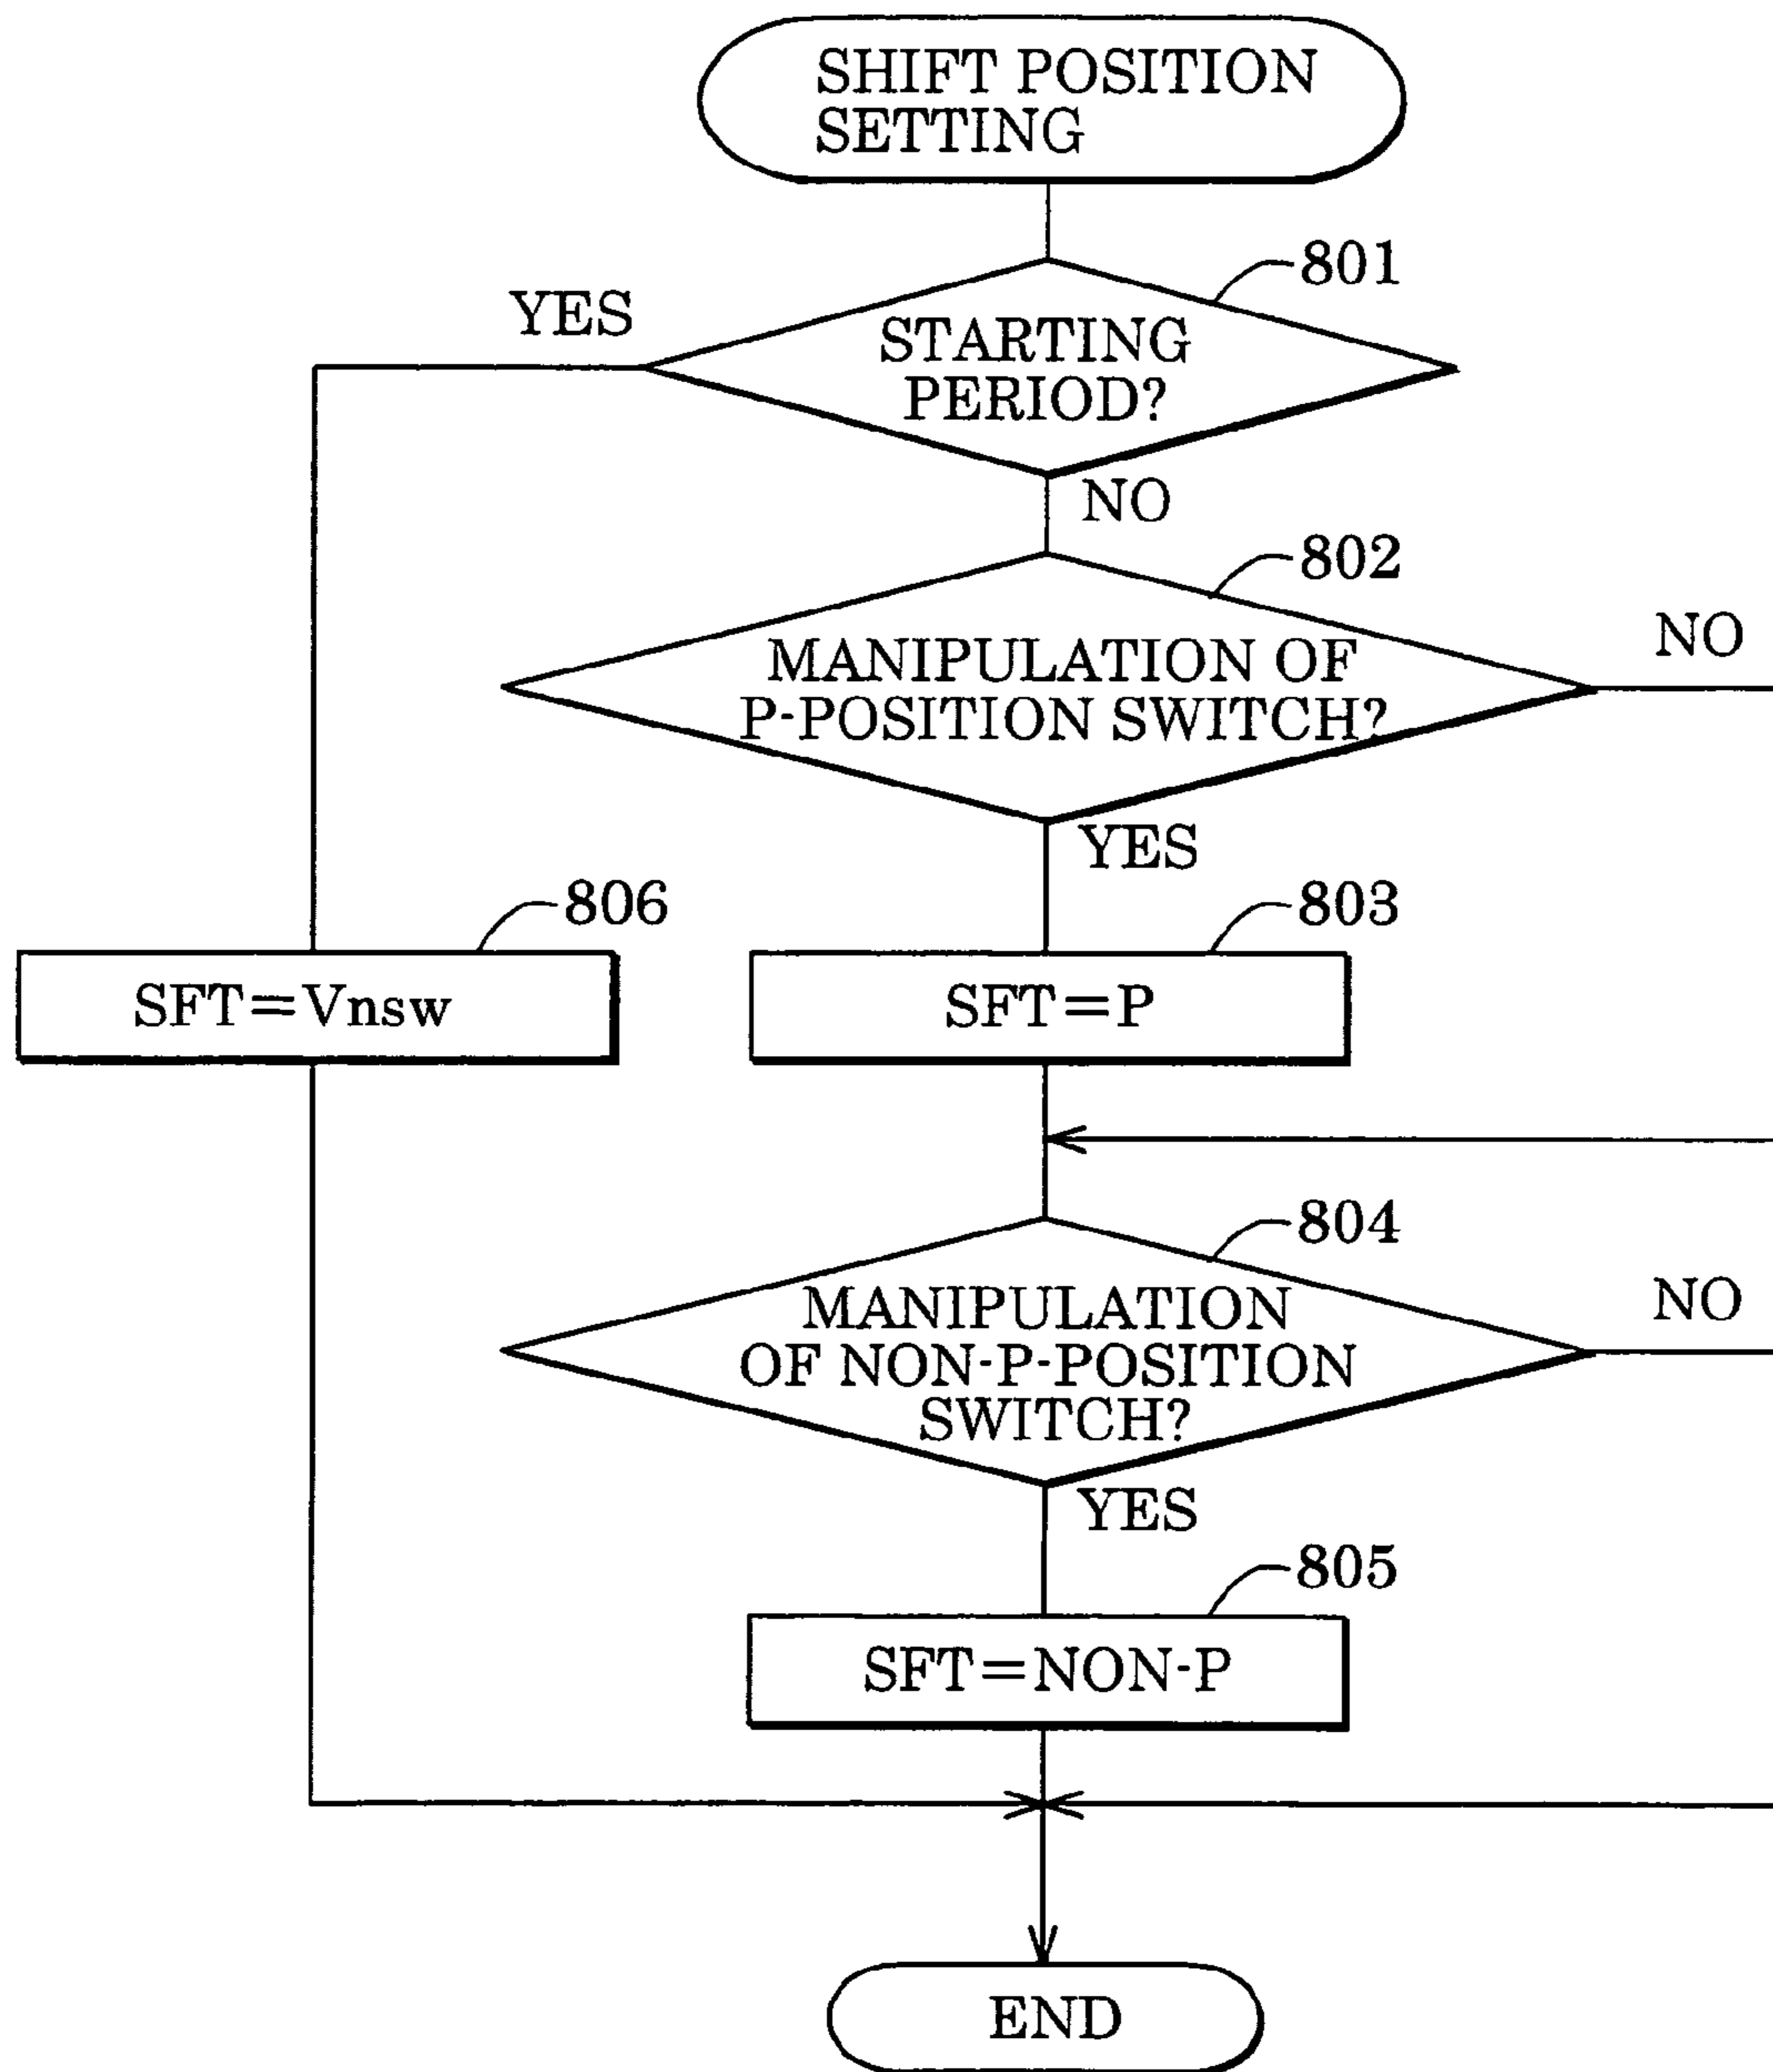 SHIFT POSITION
SETTING
801
YES
STARTING
PERIOD?
NO
802
NO
MANIPULATION OF
P-POSITION SWITCH?
YES
806
803
SFT=Vnsw
SFT=P
804
NO
MANIPULATION
OF NON-P-POSITION
SWITCH?
YES
805
SFT=NON-P
END